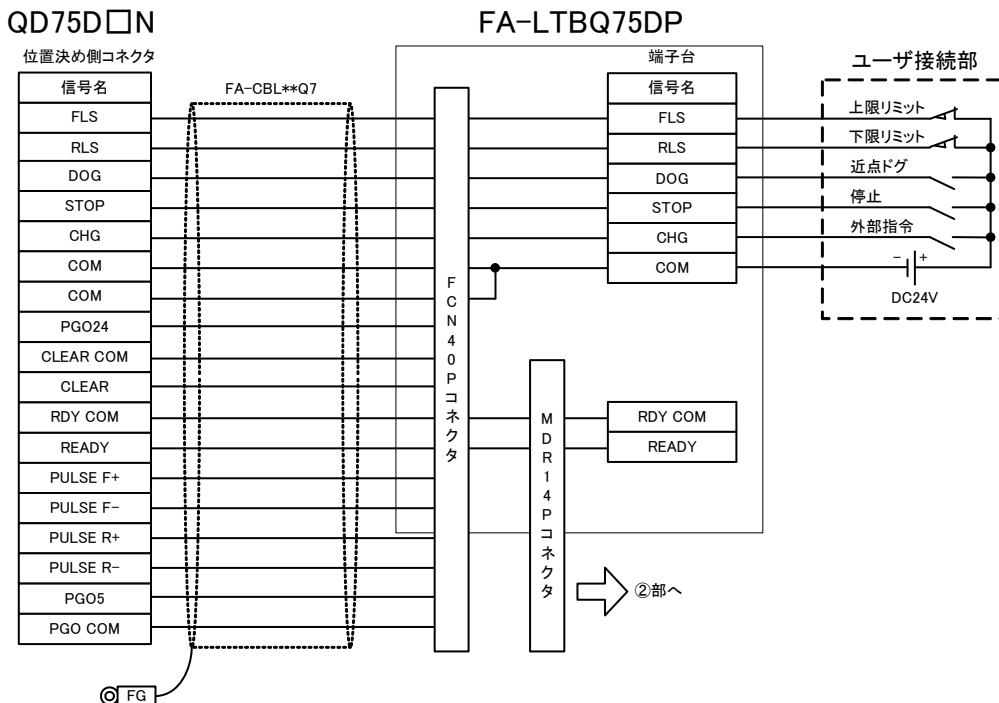 QD75D□N
FA-LTBQ75DP
位置決め側コネクタ
信号名
FLS
RLS
DOG
STOP
CHG
COM
COM
PGO24
CLEAR COM
CLEAR
RDY COM
READY
PULSE F+
PULSE F-
PULSE R+
PULSE R-
PGO5
PGO COM
FG
FA-CBL**Q7
FCN40Pコネクタ
MDR14Pコネクタ
端子台
信号名
FLS
RLS
DOG
STOP
CHG
COM
RDY COM
READY
②部へ
ユーザ接続部
上限リミット
下限リミット
近点ドグ
停止
外部指令
- +
DC24V